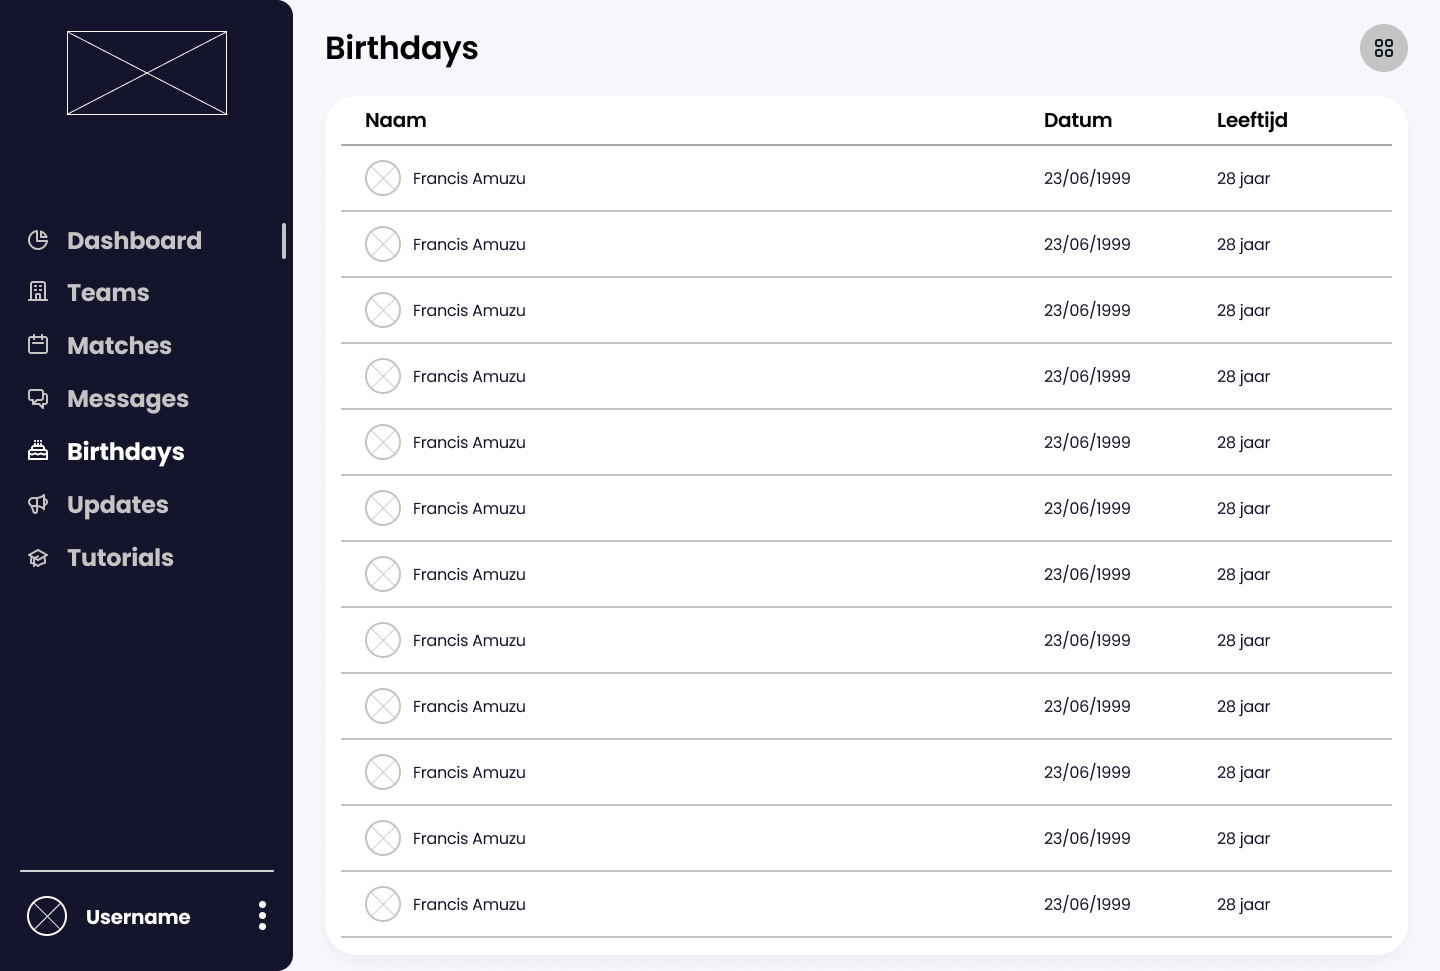 Birthdays
Naam Datum Leeftijd
Francis Amuzu 23/06/1999 28 jaar
Francis Amuzu 23/06/1999 28 jaar
Francis Amuzu 23/06/1999 28 jaar
Francis Amuzu 23/06/1999 28 jaar
Francis Amuzu 23/06/1999 28 jaar
Francis Amuzu 23/06/1999 28 jaar
Francis Amuzu 23/06/1999 28 jaar
Francis Amuzu 23/06/1999 28 jaar
Francis Amuzu 23/06/1999 28 jaar
Francis Amuzu 23/06/1999 28 jaar
Francis Amuzu 23/06/1999 28 jaar
Francis Amuzu 23/06/1999 28 jaar
Dashboard
Teams
Matches
Messages
Birthdays
Updates
Tutorials
Username